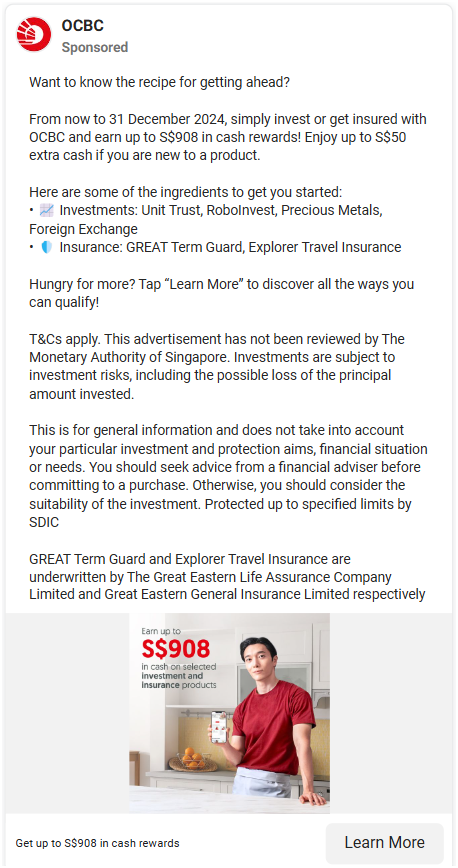 OCBC
Sponsored
Want to know the recipe for getting ahead?
From now to 31 December 2024, simply invest or get insured with
OCBC and earn up to S$908 in cash rewards! Enjoy up to S$50
extra cash if you are new to a product.
Here are some of the ingredients to get you started:
• 📈 Investments: Unit Trust, RoboInvest, Precious Metals,
Foreign Exchange
• 🛡️ Insurance: GREAT Term Guard, Explorer Travel Insurance
Hungry for more? Tap “Learn More” to discover all the ways you
can qualify!
T&Cs apply. This advertisement has not been reviewed by The
Monetary Authority of Singapore. Investments are subject to
investment risks, including the possible loss of the principal
amount invested.
This is for general information and does not take into account
your particular investment and protection aims, financial situation
or needs. You should seek advice from a financial adviser before
committing to a purchase. Otherwise, you should consider the
suitability of the investment. Protected up to specified limits by
SDIC
GREAT Term Guard and Explorer Travel Insurance are
underwritten by The Great Eastern Life Assurance Company
Limited and Great Eastern General Insurance Limited respectively
Earn up to
S$908
in cash on selected
investment and
insurance products
Get up to S$908 in cash rewards
Learn More